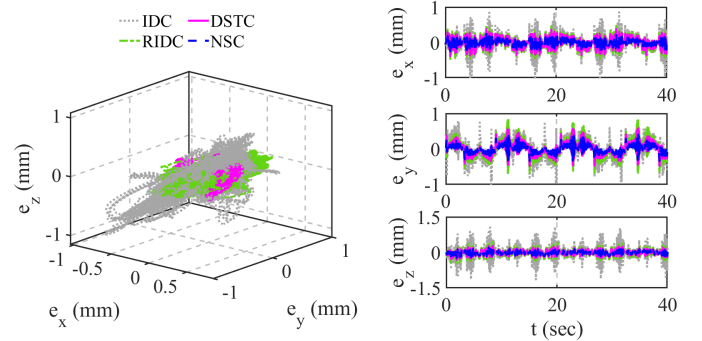 IDC DSTC
RIDC NSC
1
0
-1
e_z (mm)
-1
-0.5
0
0.5
e_x (mm)
-1
0
1
e_y (mm)
1
0
-1
e_x (mm)
0 20 40
1
0
-1
e_y (mm)
0 20 40
1.5
0
-1.5
e_z (mm)
0 20 40
t (sec)